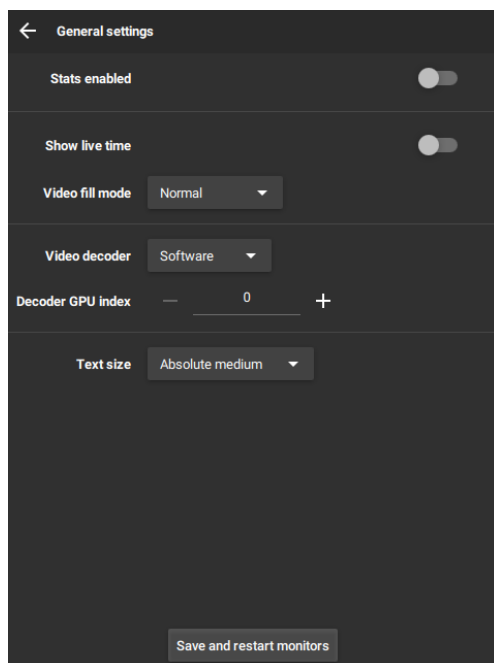 General settings
Stats enabled
Show live time
Video fill mode Normal
Video decoder Software
Decoder GPU index 0
Text size Absolute medium
Save and restart monitors